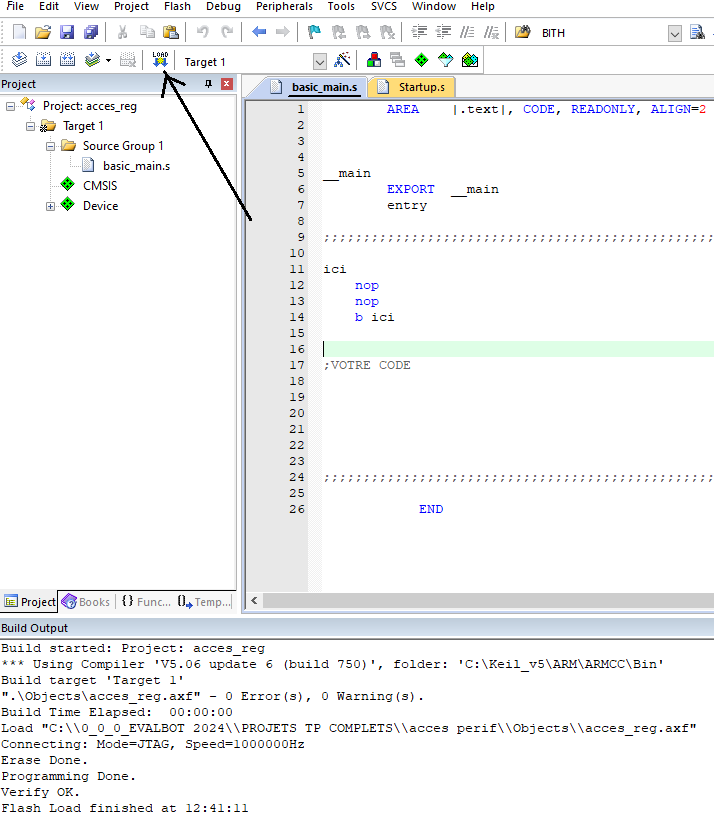 File Edit View Project Flash Debug Peripherals Tools SVCS Window Help
BITH
LOAD
Target 1
Project
basic_main.s Startup.s
Project: acces_reg
Target 1
Source Group 1
basic_main.s
CMSIS
Device
1 AREA |.text|, CODE, READONLY, ALIGN=2
2
3
4
5 __main
6 EXPORT __main
7 entry
8
9 ;;;;;;;;;;;;;;;;;;;;;;;;;;;;;;;;;;;;;;;;;;;;;;;;;
10
11 ici
12 nop
13 nop
14 b ici
15
16
17 ;VOTRE CODE
18
19
20
21
22
23
24 ;;;;;;;;;;;;;;;;;;;;;;;;;;;;;;;;;;;;;;;;;;;;;;;;;
25
26 END
Project Books {} Func... Temp...
Build Output
Build started: Project: acces_reg
*** Using Compiler 'V5.06 update 6 (build 750)', folder: 'C:\Keil_v5\ARM\ARMCC\Bin'
Build target 'Target 1'
".\Objects\acces_reg.axf" - 0 Error(s), 0 Warning(s).
Build Time Elapsed:  00:00:00
Load "C:\\0_0_0_EVALBOT 2024\\PROJETS TP COMPLETS\\acces perif\\Objects\\acces_reg.axf"
Connecting: Mode=JTAG, Speed=1000000Hz
Erase Done.
Programming Done.
Verify OK.
Flash Load finished at 12:41:11